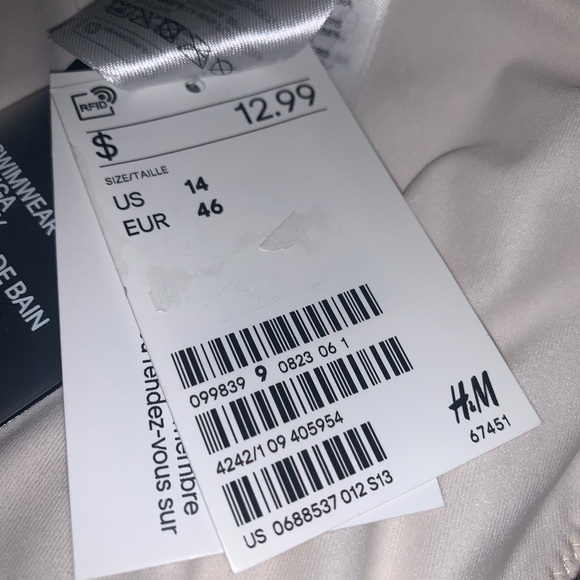 RFID
$ 12.99
SIZE/TAILLE
US 14
EUR 46
099839 9 0823 06 1
4242/1 09 405954
US 0688537 012 S13
H&M
67451
SWIMWEAR
DE BAIN
rendez-vous sur